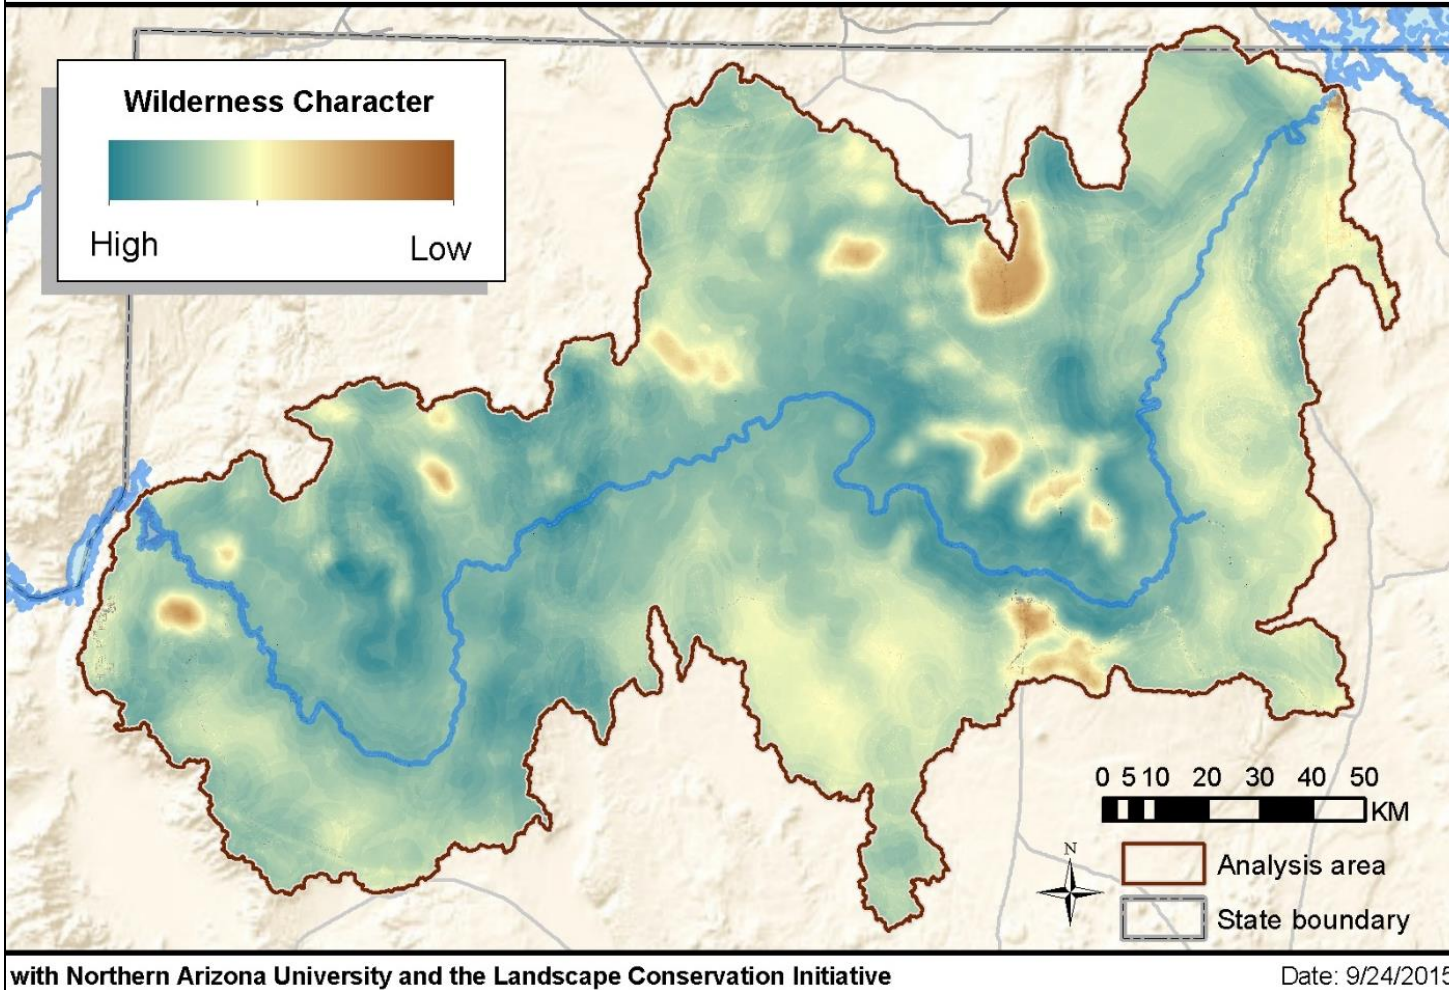 Wilderness Character
High Low
0 5 10 20 30 40 50
KM
N
Analysis area
State boundary
with Northern Arizona University and the Landscape Conservation Initiative Date: 9/24/2015